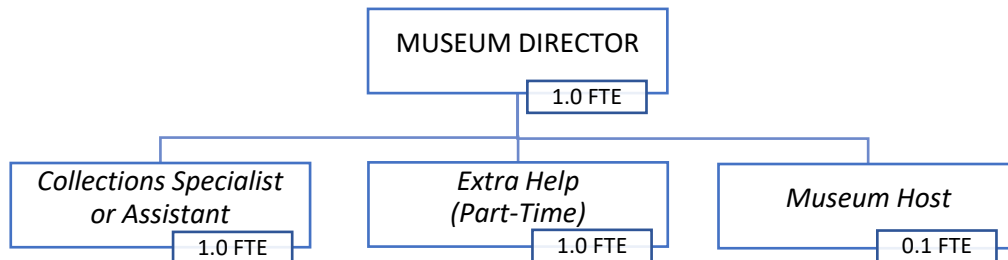 MUSEUM DIRECTOR
1.0 FTE
Collections Specialist
or Assistant
1.0 FTE
Extra Help
(Part-Time)
1.0 FTE
Museum Host
0.1 FTE